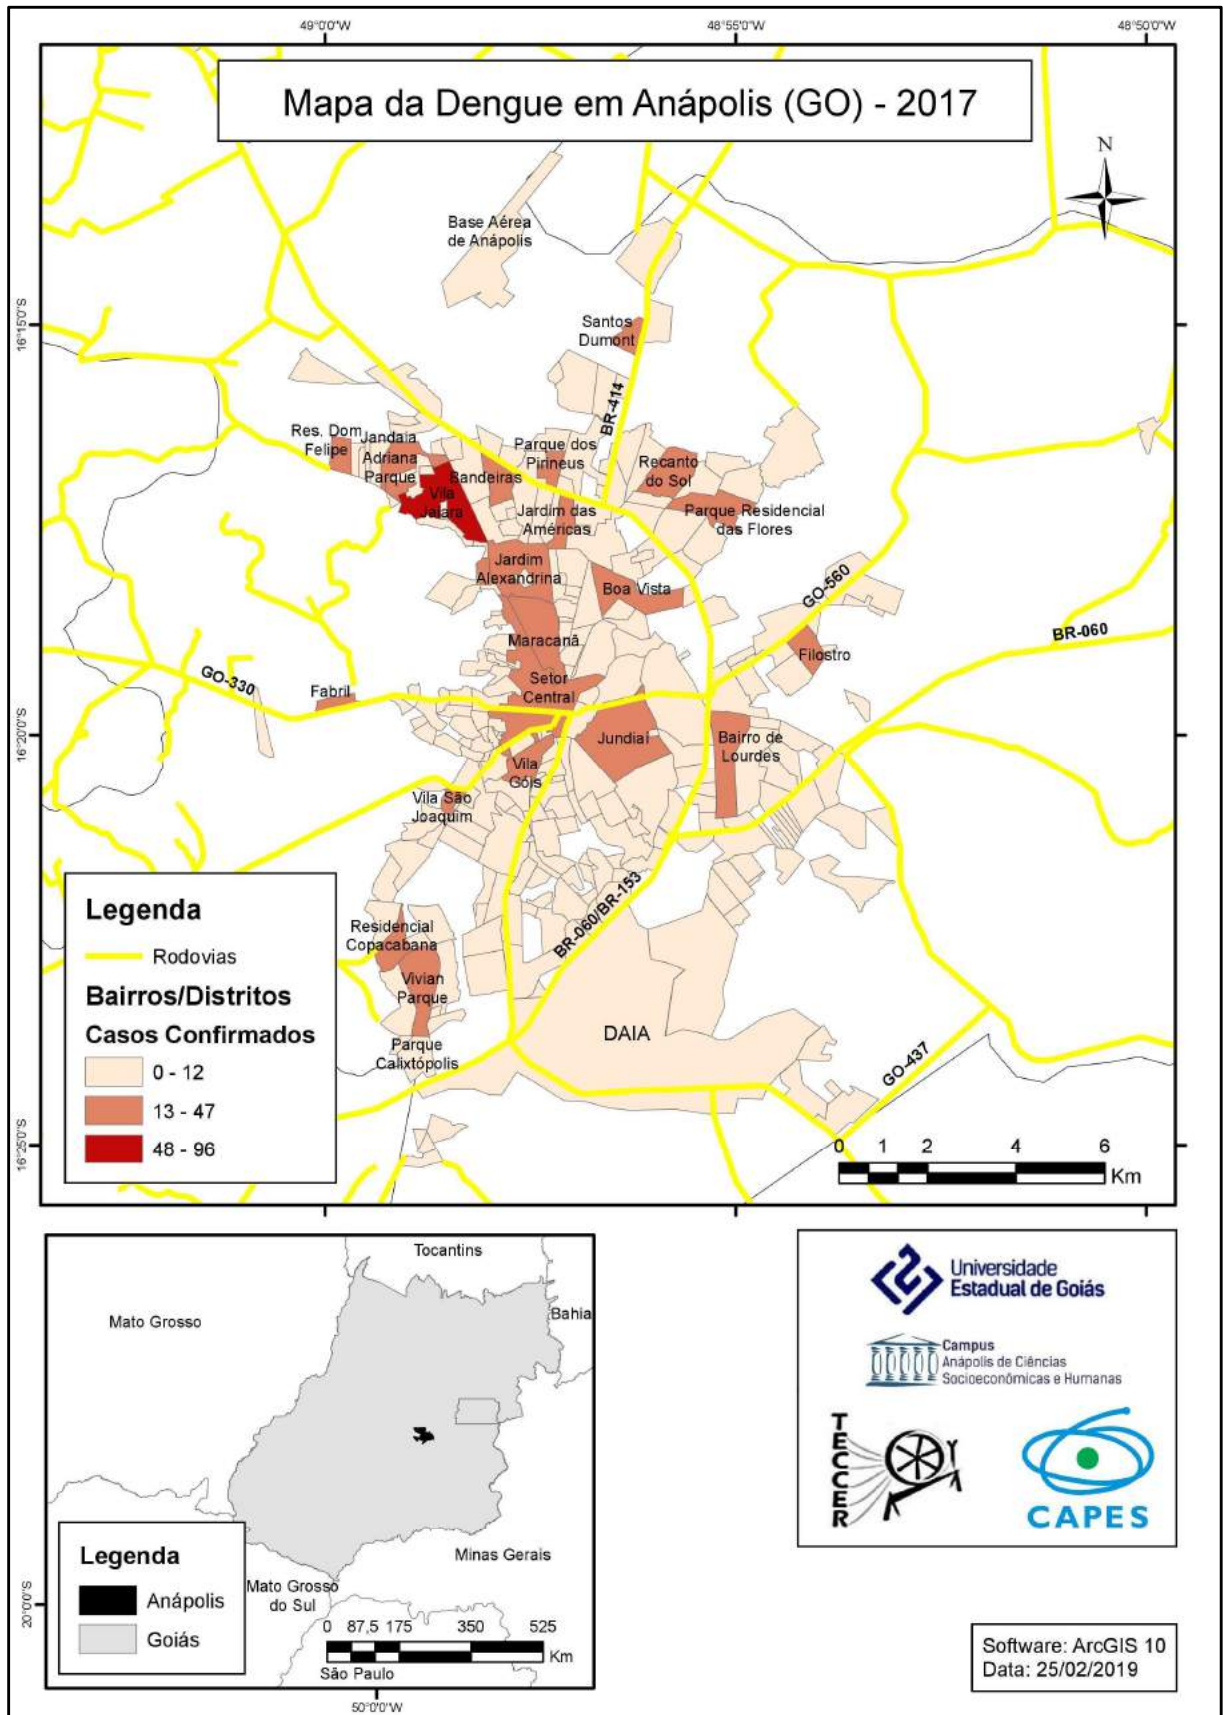 49°0'0"W
48°55'0"W
48°50'0"W
Mapa da Dengue em Anápolis (GO) - 2017
N
Base Aérea
de Anápolis
16°15'0"S
Santos
Dumont
BR-414
Res. Dom
Felipe
Jandaia
Adriana
Parque
Vila
Jaiara
Bandeiras
Parque dos
Pirineus
Jardim das
Américas
Recanto
do Sol
Parque Residencial
das Flores
Jardim
Alexandrina
Boa Vista
GO-560
BR-060
Maracanã
Filostro
GO-330
Fabril
Setor
Central
16°20'0"S
Jundiaí
Bairro de
Lourdes
Vila
Góis
Vila São
Joaquim
BR-060/BR-153
Residencial
Copacabana
Vivian
Parque
Parque
Calixtópolis
DAIA
GO-437
16°25'0"S
Legenda
Rodovias
Bairros/Distritos
Casos Confirmados
0 - 12
13 - 47
48 - 96
0 1 2 4 6
Km
Tocantins
Mato Grosso
Bahia
Minas Gerais
Mato Grosso
do Sul
São Paulo
20°0'0"S
50°0'0"W
Legenda
Anápolis
Goiás
0 87,5 175 350 525
Km
Universidade
Estadual de Goiás
Campus
Anápolis de Ciências
Socioeconômicas e Humanas
TECCER
CAPES
Software: ArcGIS 10
Data: 25/02/2019